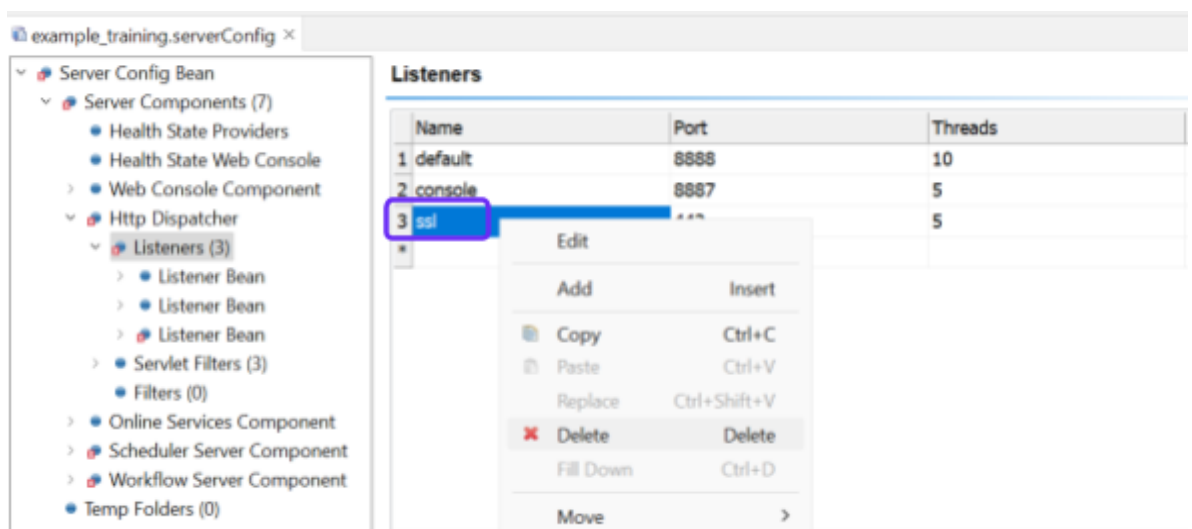 example_training.serverConfig ×
Server Config Bean
Server Components (7)
Health State Providers
Health State Web Console
Web Console Component
Http Dispatcher
Listeners (3)
Listener Bean
Listener Bean
Listener Bean
Servlet Filters (3)
Filters (0)
Online Services Component
Scheduler Server Component
Workflow Server Component
Temp Folders (0)
Listeners
Name Port Threads
1 default 8888 10
2 console 8887 5
3 ssl 5
*
Edit
Add Insert
Copy Ctrl+C
Paste Ctrl+V
Replace Ctrl+Shift+V
Delete Delete
Fill Down Ctrl+D
Move >